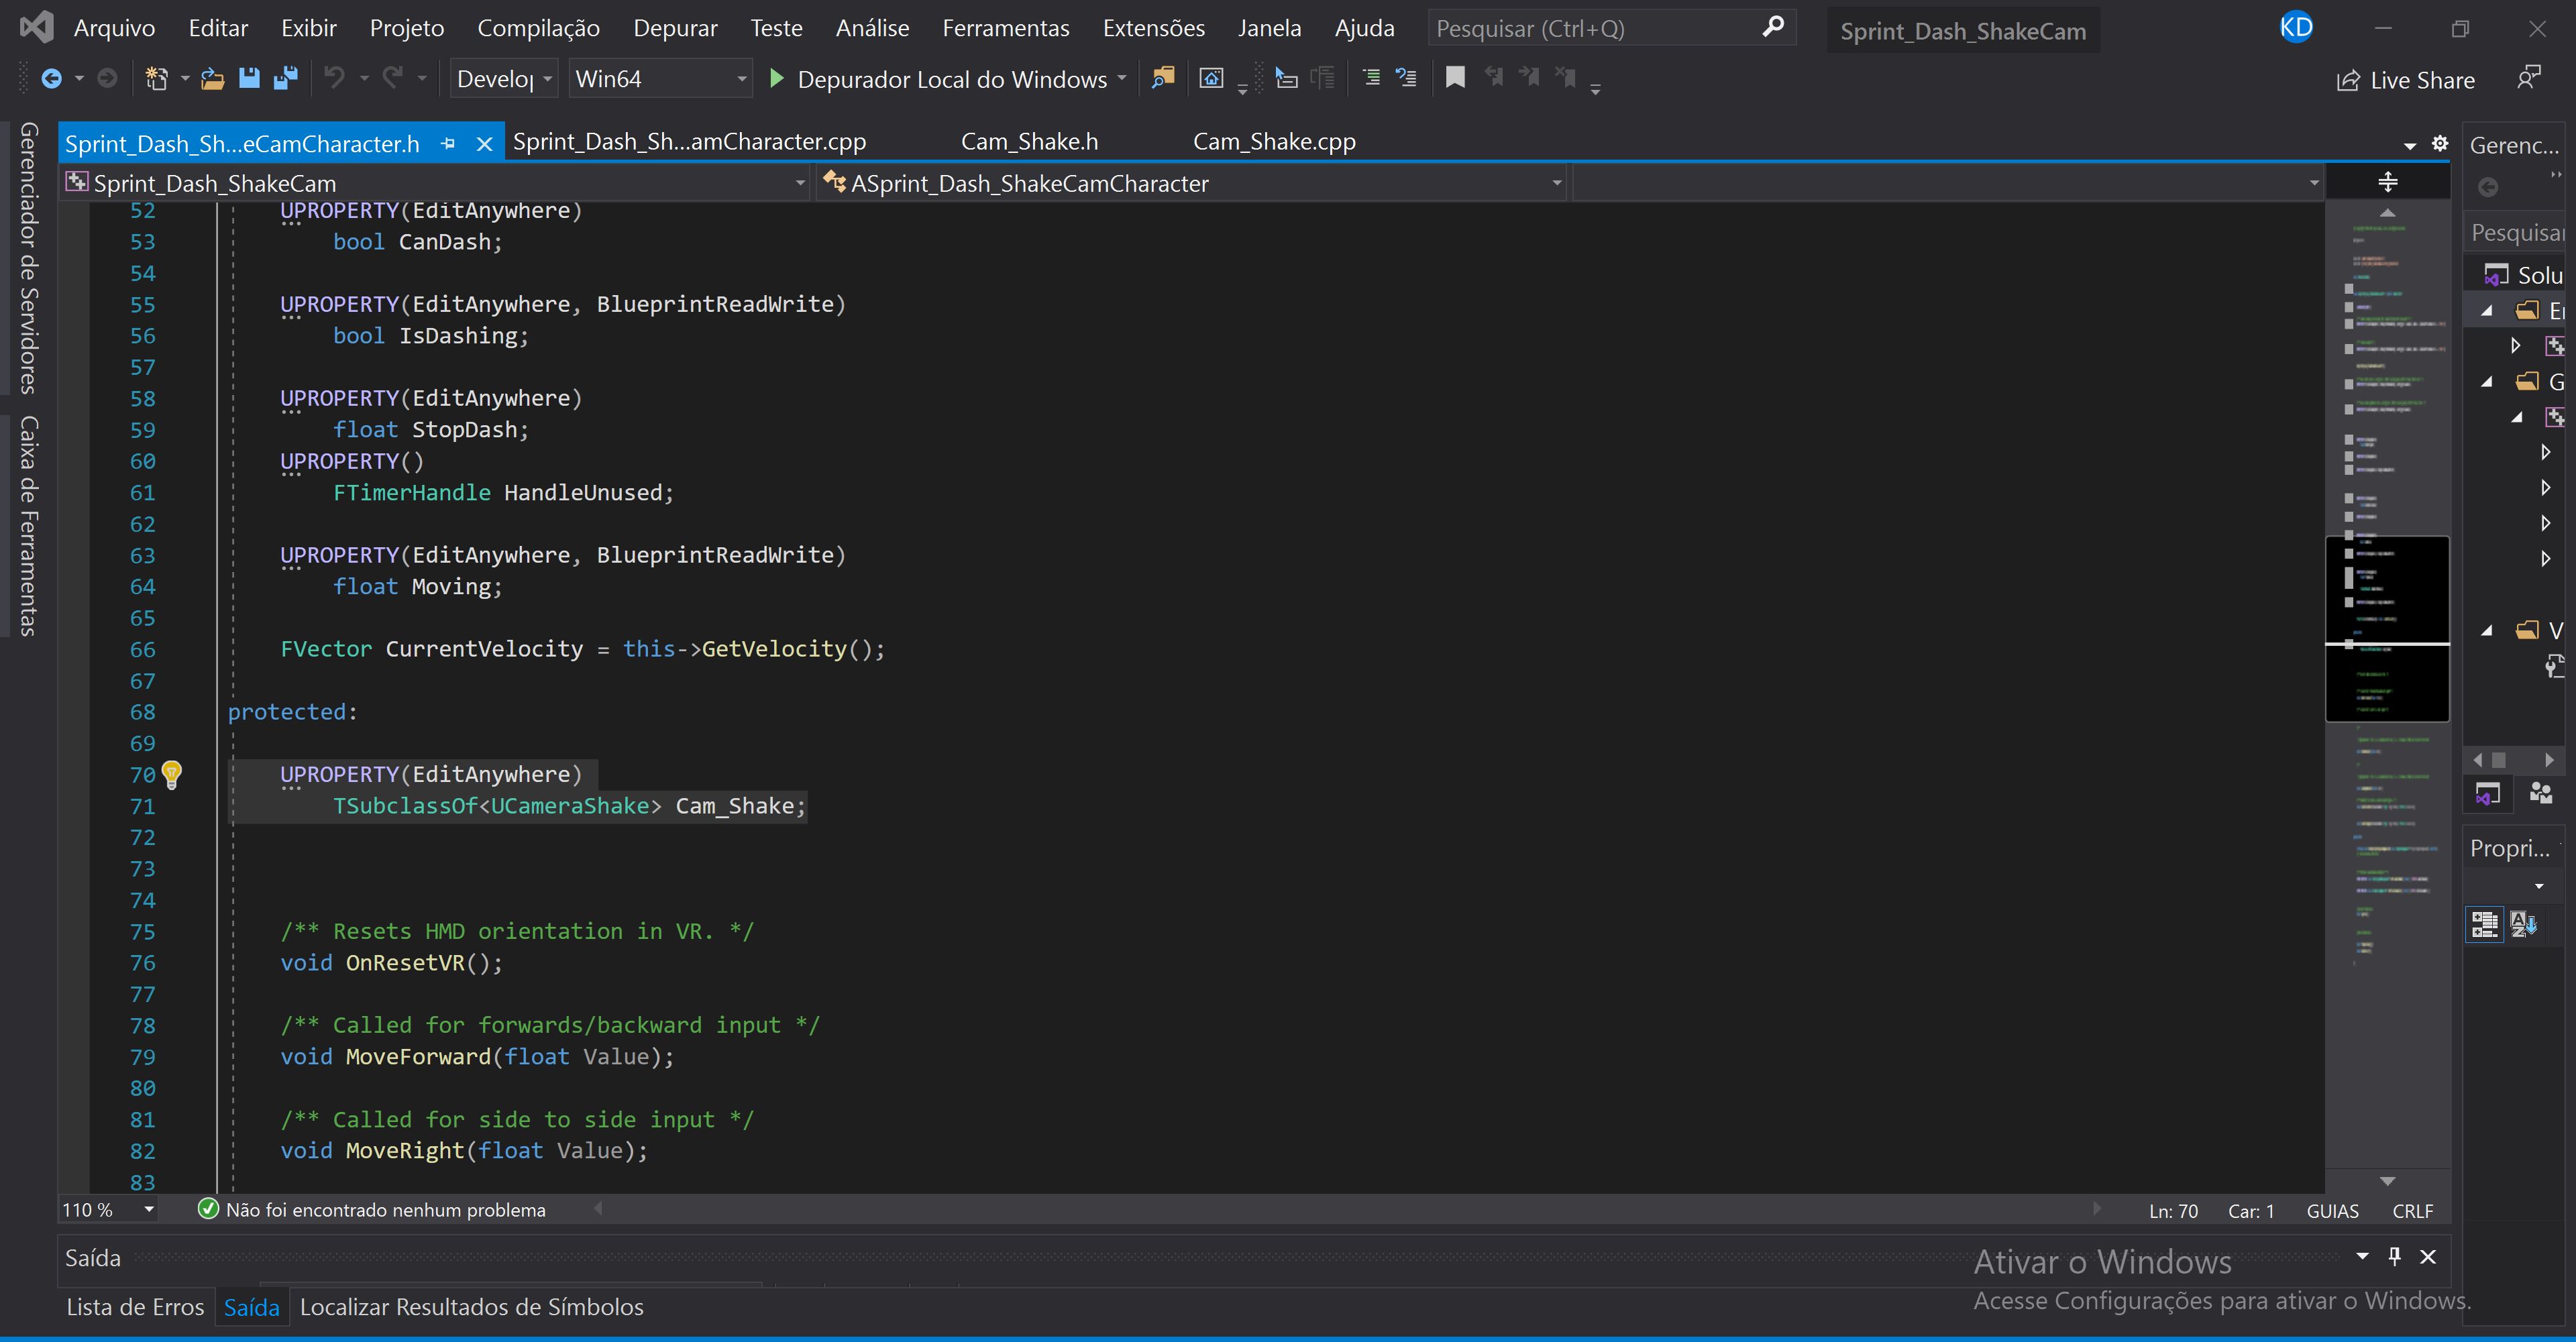 Arquivo Editar Exibir Projeto Compilação Depurar Teste Análise Ferramentas Extensões Janela Ajuda Pesquisar (Ctrl+Q) Sprint_Dash_ShakeCam KD
Develo Win64 Depurador Local do Windows Live Share
Gerenciador de Servidores
Caixa de Ferramentas
Sprint_Dash_Sh...eCamCharacter.h Sprint_Dash_Sh...amCharacter.cpp Cam_Shake.h Cam_Shake.cpp
Sprint_Dash_ShakeCam ASprint_Dash_ShakeCamCharacter
52 UPROPERTY(EditAnywhere)
53 bool CanDash;
54
55 UPROPERTY(EditAnywhere, BlueprintReadWrite)
56 bool IsDashing;
57
58 UPROPERTY(EditAnywhere)
59 float StopDash;
60 UPROPERTY()
61 FTimerHandle HandleUnused;
62
63 UPROPERTY(EditAnywhere, BlueprintReadWrite)
64 float Moving;
65
66 FVector CurrentVelocity = this->GetVelocity();
67
68 protected:
69
70 UPROPERTY(EditAnywhere)
71 TSubclassOf<UCameraShake> Cam_Shake;
72
73
74
75 /** Resets HMD orientation in VR. */
76 void OnResetVR();
77
78 /** Called for forwards/backward input */
79 void MoveForward(float Value);
80
81 /** Called for side to side input */
82 void MoveRight(float Value);
83
110 % Não foi encontrado nenhum problema Ln: 70 Car: 1 GUIAS CRLF
Saída
Lista de Erros Saída Localizar Resultados de Símbolos
Gerenc...
Pesquisar
Solu
G
V
Propri...
Ativar o Windows
Acesse Configurações para ativar o Windows.